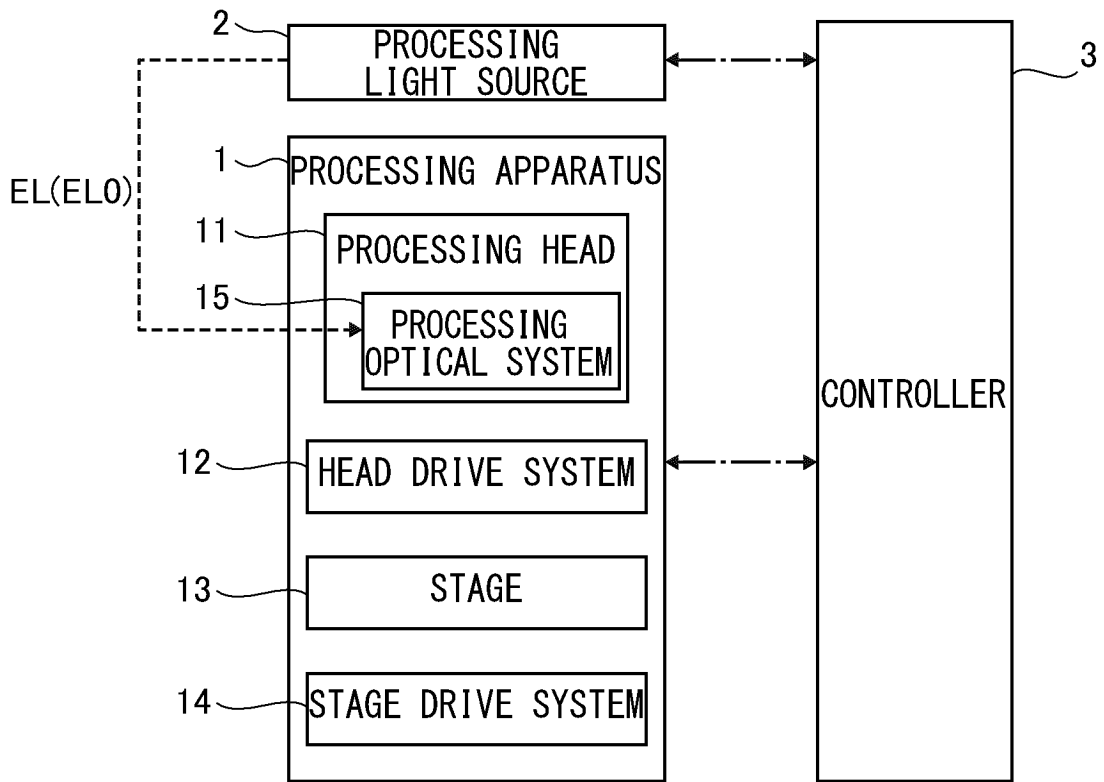 2
PROCESSING
LIGHT SOURCE
3
1
PROCESSING APPARATUS
EL(EL0)
11
PROCESSING HEAD
15
PROCESSING
OPTICAL SYSTEM
CONTROLLER
12
HEAD DRIVE SYSTEM
13
STAGE
14
STAGE DRIVE SYSTEM